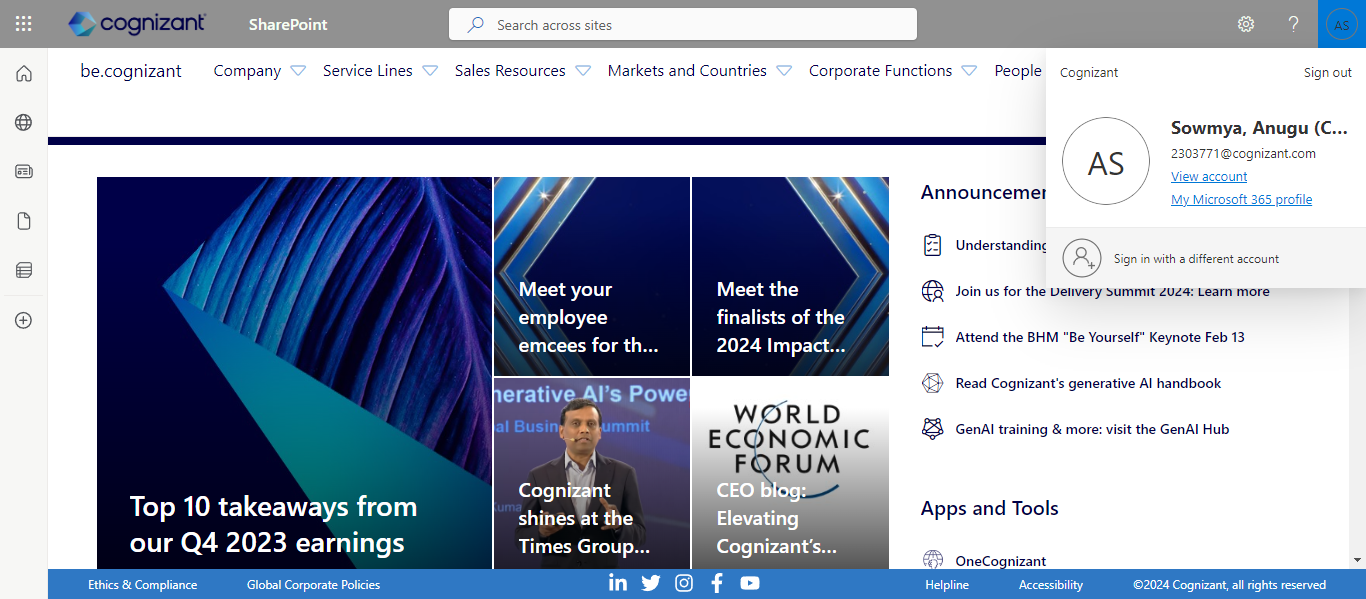 cognizant
SharePoint
Search across sites
?
AS
be.cognizant
Company
Service Lines
Sales Resources
Markets and Countries
Corporate Functions
People
Cognizant
Sign out
AS
Sowmya, Anugu (C...
2303771@cognizant.com
View account
My Microsoft 365 profile
Sign in with a different account
Top 10 takeaways from
our Q4 2023 earnings
Meet your
employee
emcees for th...
Meet the
finalists of the
2024 Impact...
nerative AI's Powe
al Business Summit
Kuma
Cognizant
shines at the
Times Group...
WORLD
ECONOMIC
FORUM
CEO blog:
Elevating
Cognizant's...
Announcemen
Understanding
Join us for the Delivery Summit 2024: Learn more
Attend the BHM "Be Yourself" Keynote Feb 13
Read Cognizant's generative AI handbook
GenAI training & more: visit the GenAI Hub
Apps and Tools
OneCognizant
Ethics & Compliance
Global Corporate Policies
Helpline
Accessibility
©2024 Cognizant, all rights reserved